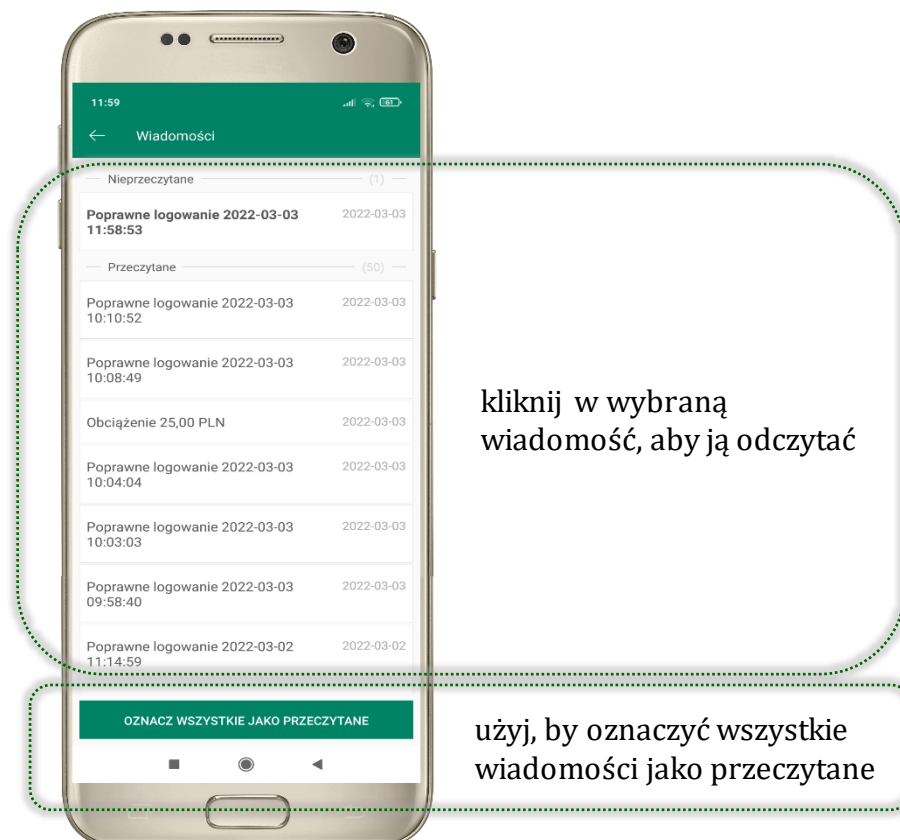 11:59
61
Wiadomości
Nieprzeczytane (1)
Poprawne logowanie 2022-03-03 2022-03-03
11:58:53
Przeczytane (50)
Poprawne logowanie 2022-03-03 2022-03-03
10:10:52
Poprawne logowanie 2022-03-03 2022-03-03
10:08:49
Obciążenie 25,00 PLN 2022-03-03
Poprawne logowanie 2022-03-03 2022-03-03
10:04:04
Poprawne logowanie 2022-03-03 2022-03-03
10:03:03
Poprawne logowanie 2022-03-03 2022-03-03
09:58:40
Poprawne logowanie 2022-03-02 2022-03-02
11:14:59
OZNACZ WSZYSTKIE JAKO PRZECZYTANE
kliknij w wybraną
wiadomość, aby ją odczytać
użyj, by oznaczyć wszystkie
wiadomości jako przeczytane